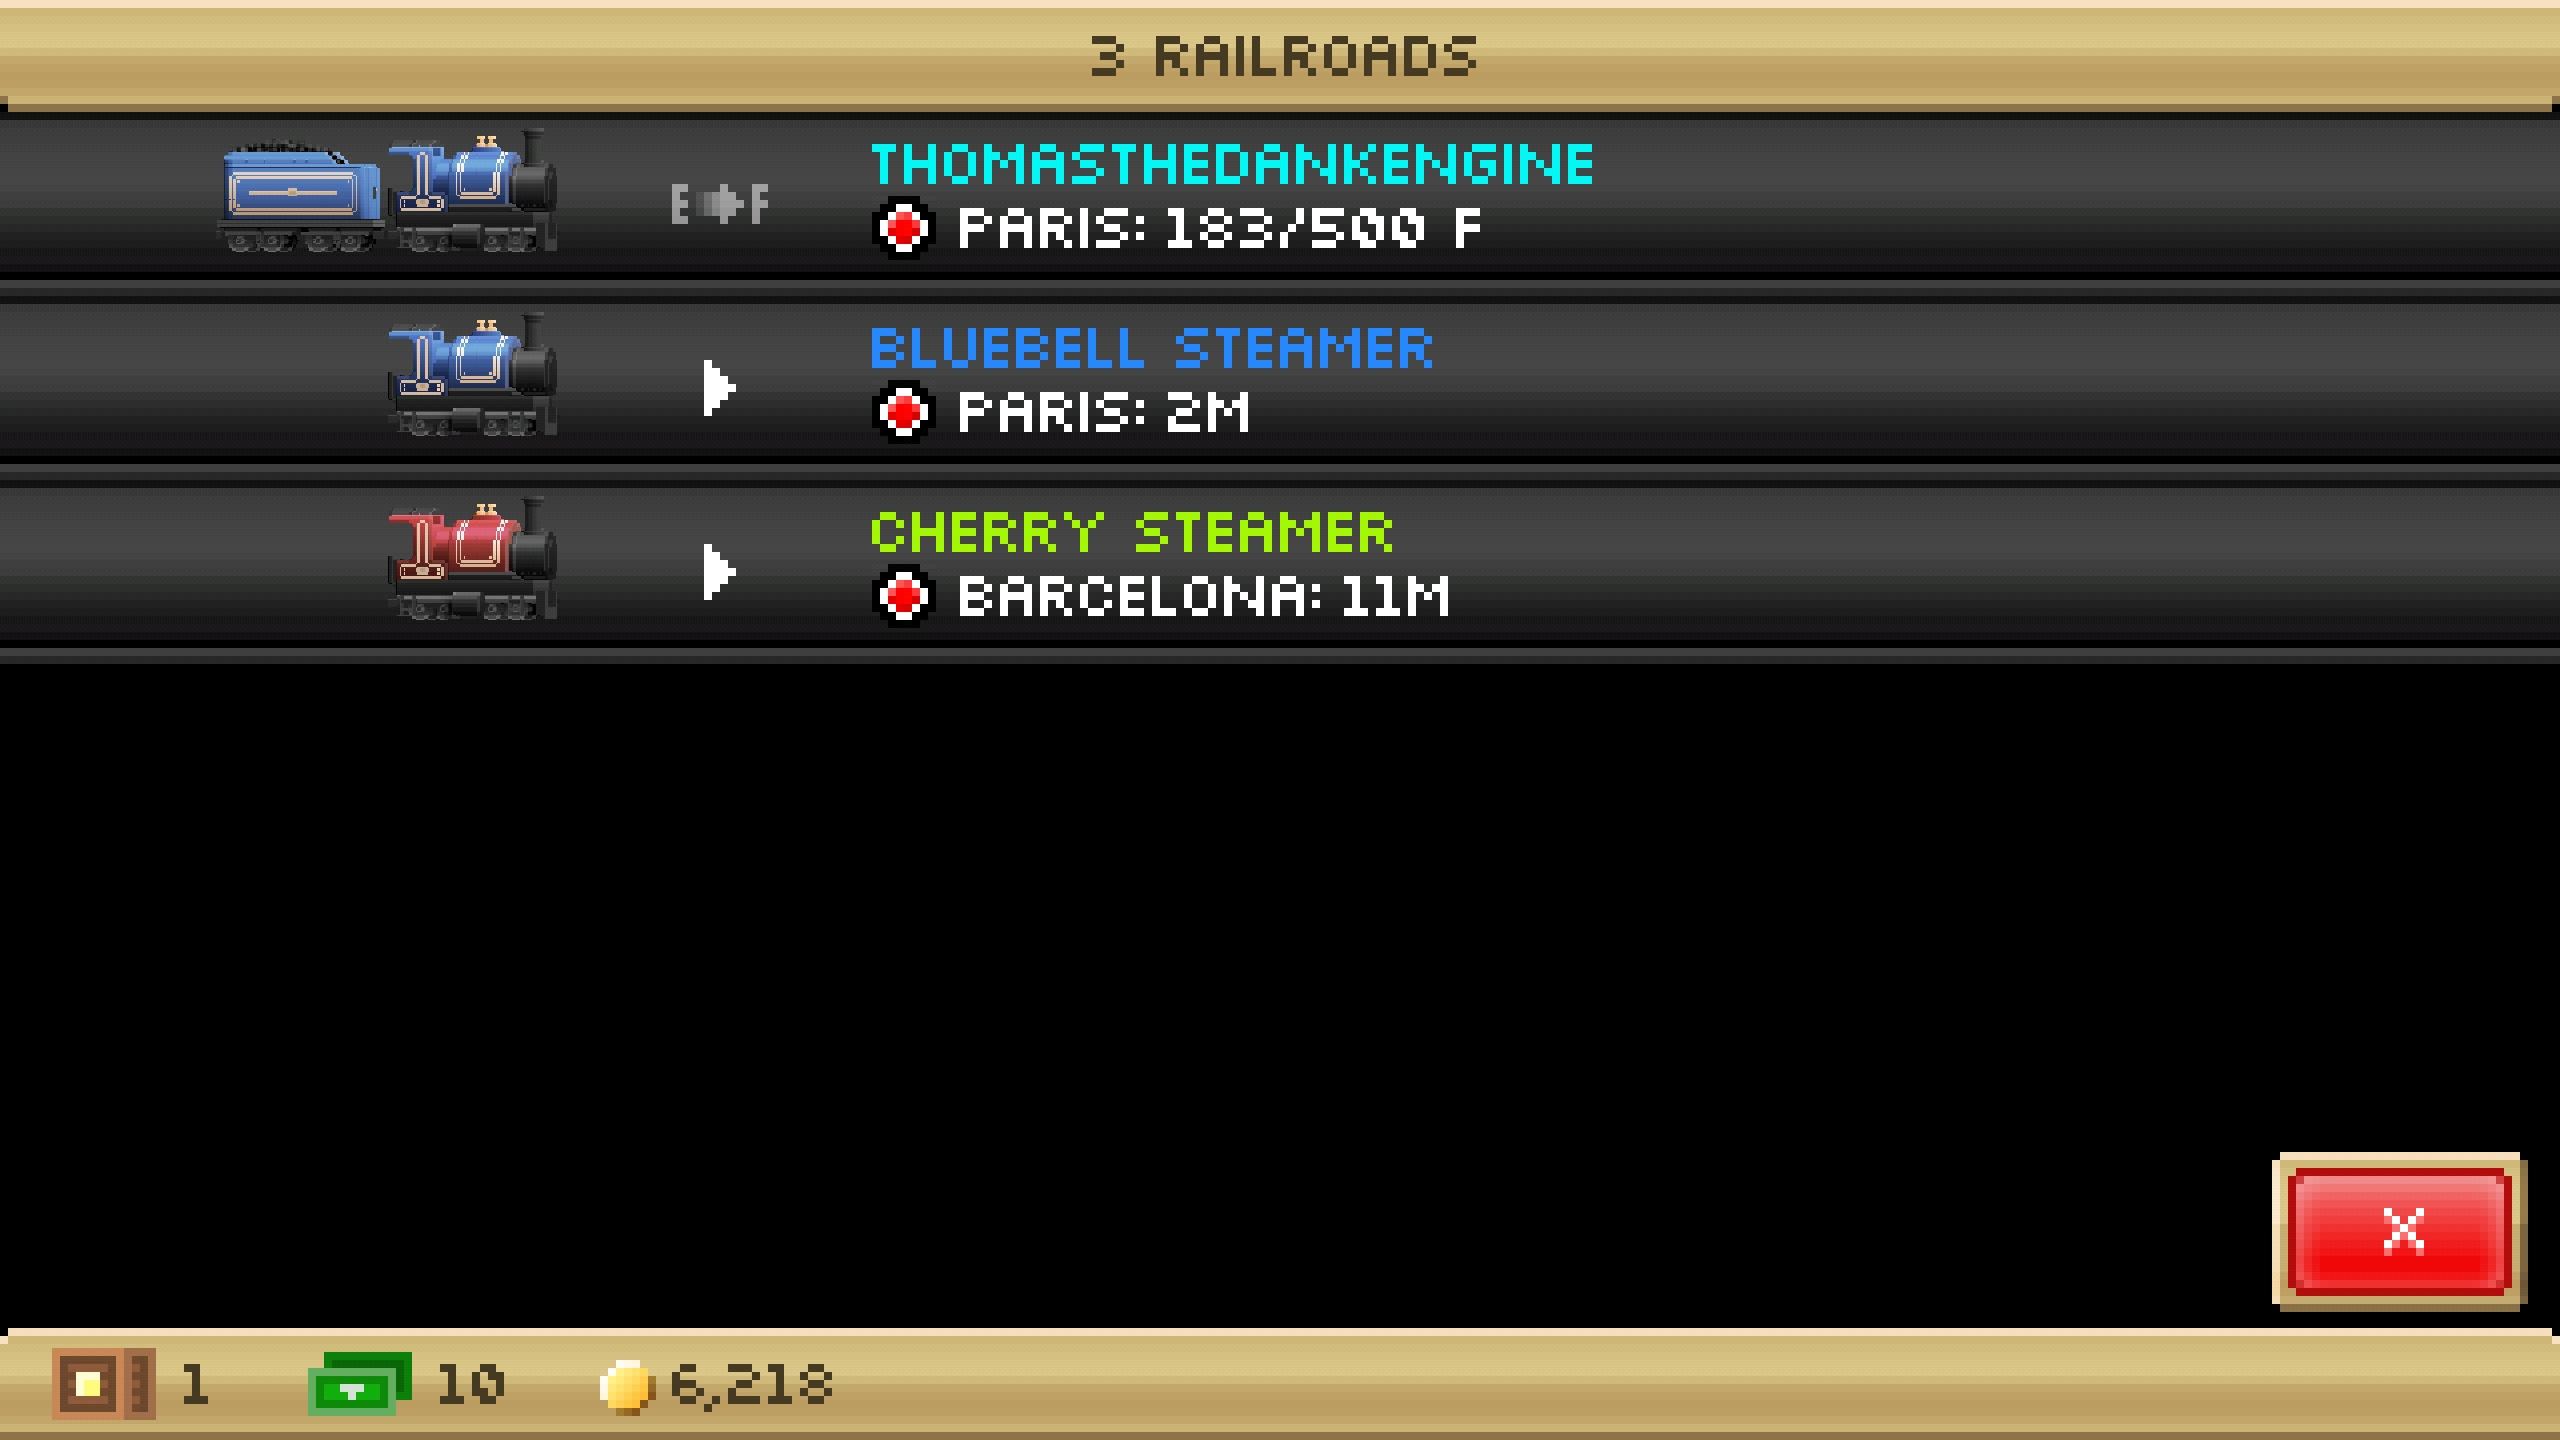 3 RAILROADS
THOMASTHEDANKENGINE
E F
PARIS: 183/500 F
BLUEBELL STEAMER
PARIS: 2M
CHERRY STEAMER
BARCELONA: 11M
X
1 10 6,218